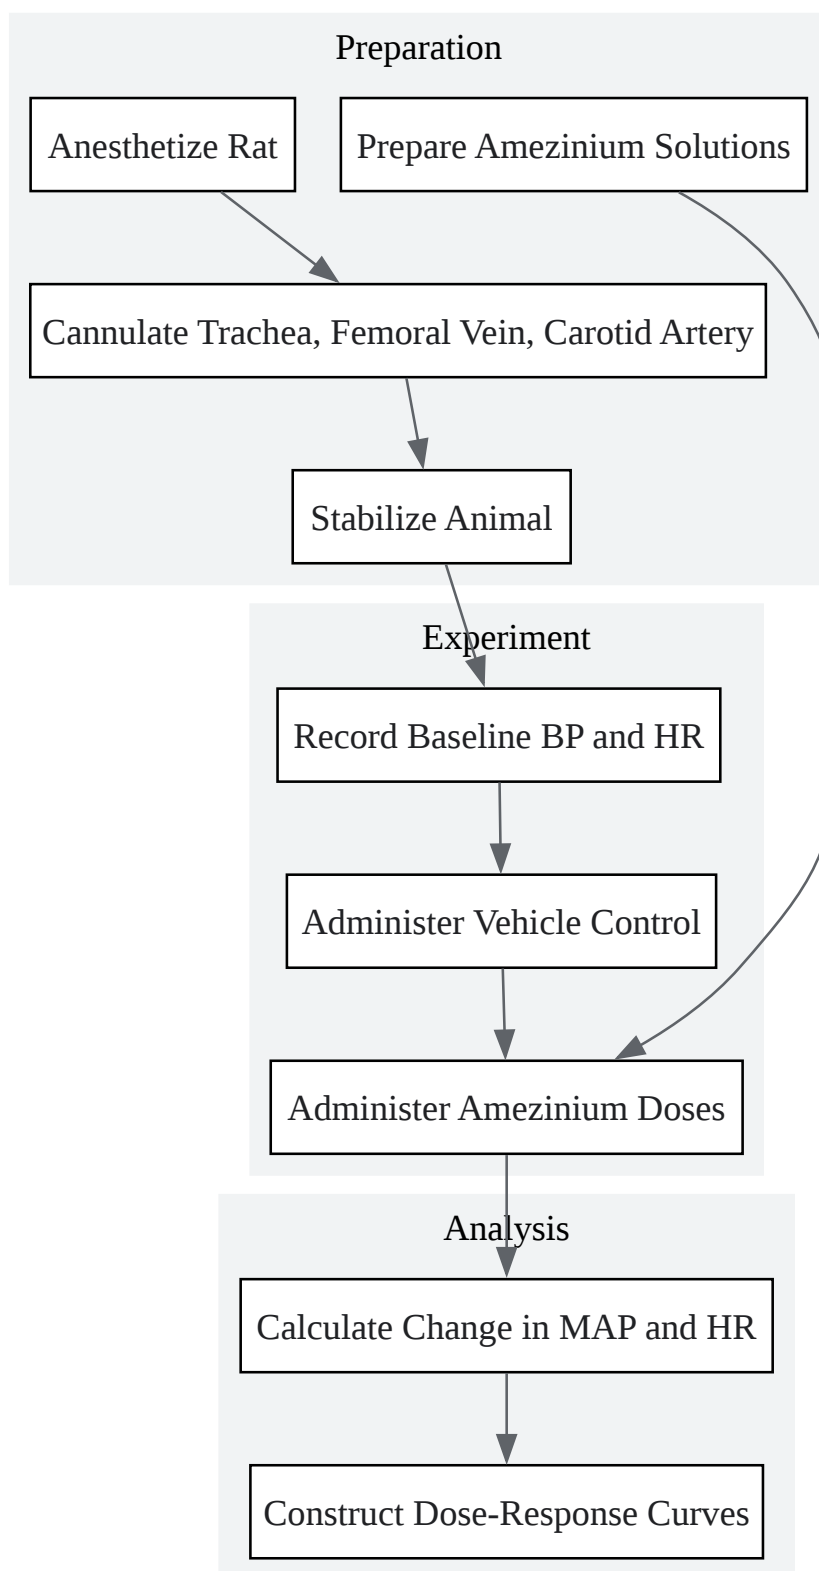 Preparation
Anesthetize Rat
Prepare Amezinium Solutions
Cannulate Trachea, Femoral Vein, Carotid Artery
Stabilize Animal
Experiment
Record Baseline BP and HR
Administer Vehicle Control
Administer Amezinium Doses
Analysis
Calculate Change in MAP and HR
Construct Dose-Response Curves